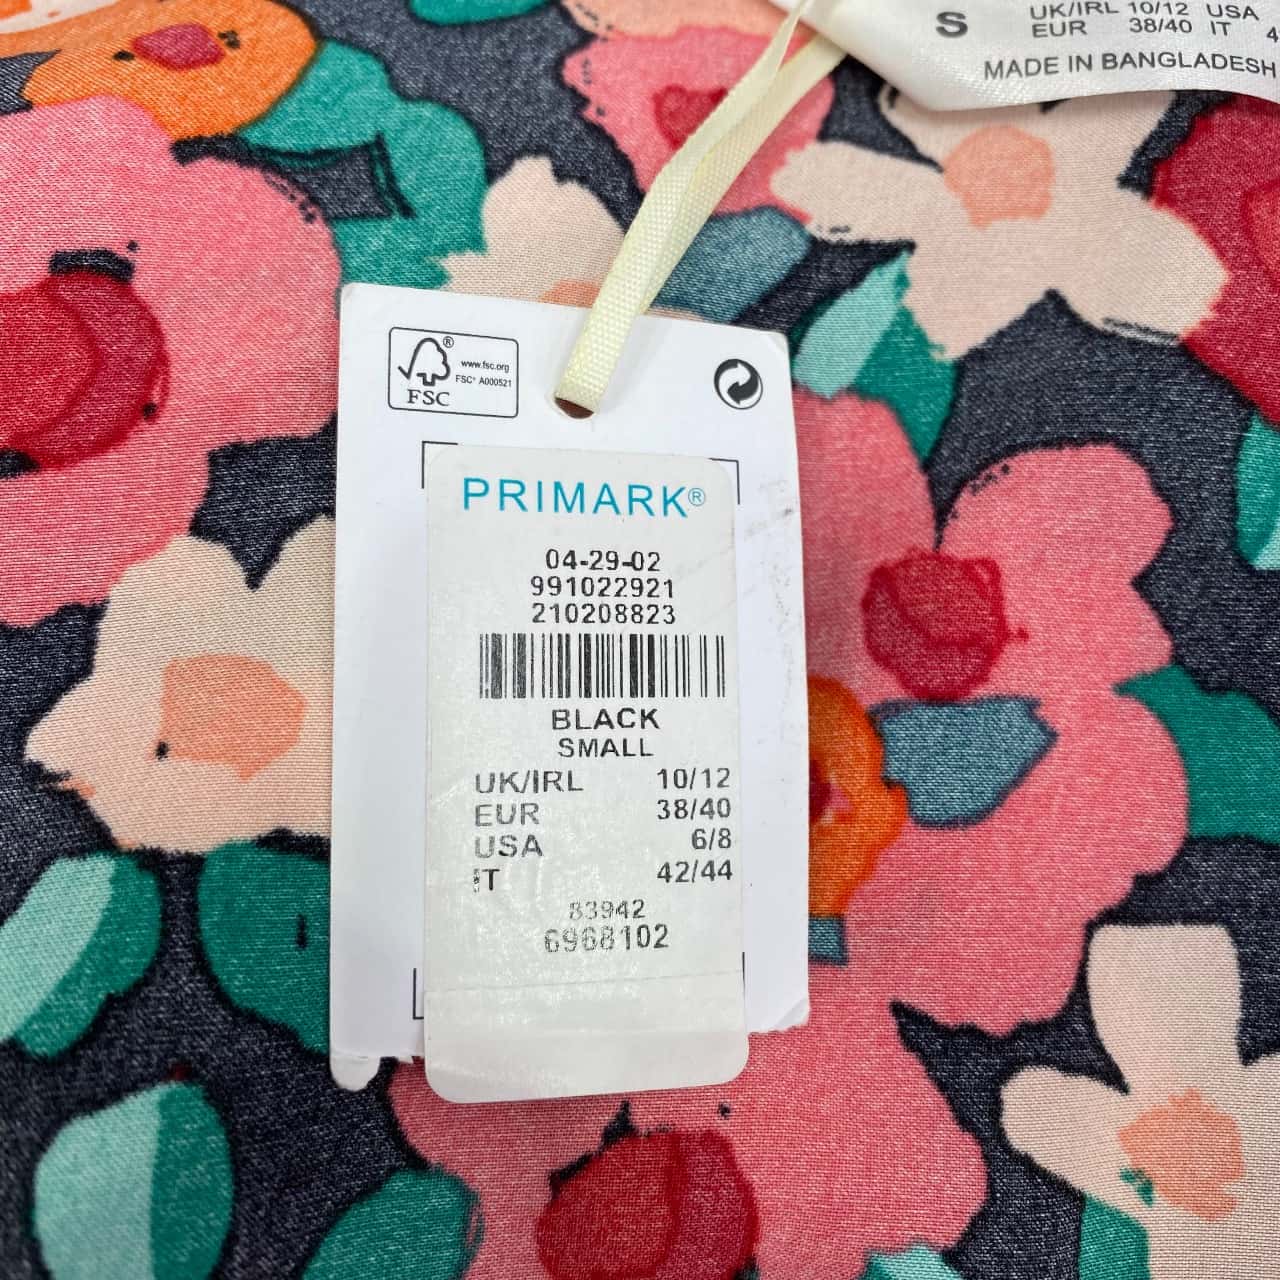 S
UK/IRL 10/12 USA
EUR 38/40 IT
MADE IN BANGLADESH
www.fsc.org
FSC® A000521
FSC®
PRIMARK®
04-29-02
991022921
210208823
BLACK
SMALL
UK/IRL 10/12
EUR 38/40
USA 6/8
IT 42/44
83942
6968102